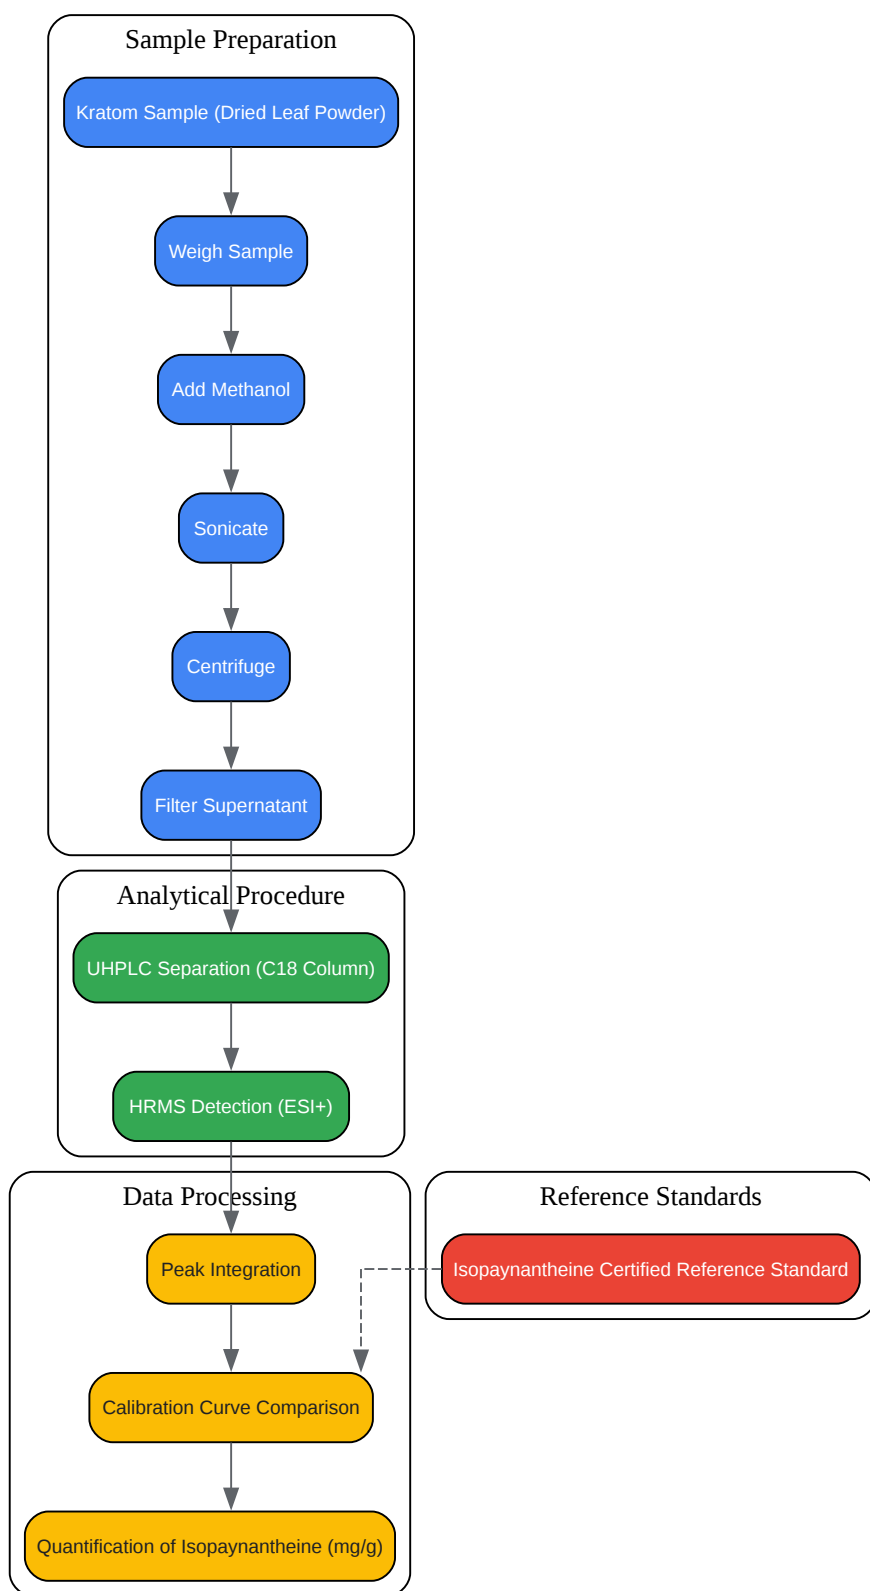 Sample Preparation
Kratom Sample (Dried Leaf Powder)
Weigh Sample
Add Methanol
Sonicate
Centrifuge
Filter Supernatant
Analytical Procedure
UHPLC Separation (C18 Column)
HRMS Detection (ESI+)
Data Processing
Peak Integration
Calibration Curve Comparison
Quantification of Isopaynantheine (mg/g)
Reference Standards
Isopaynantheine Certified Reference Standard